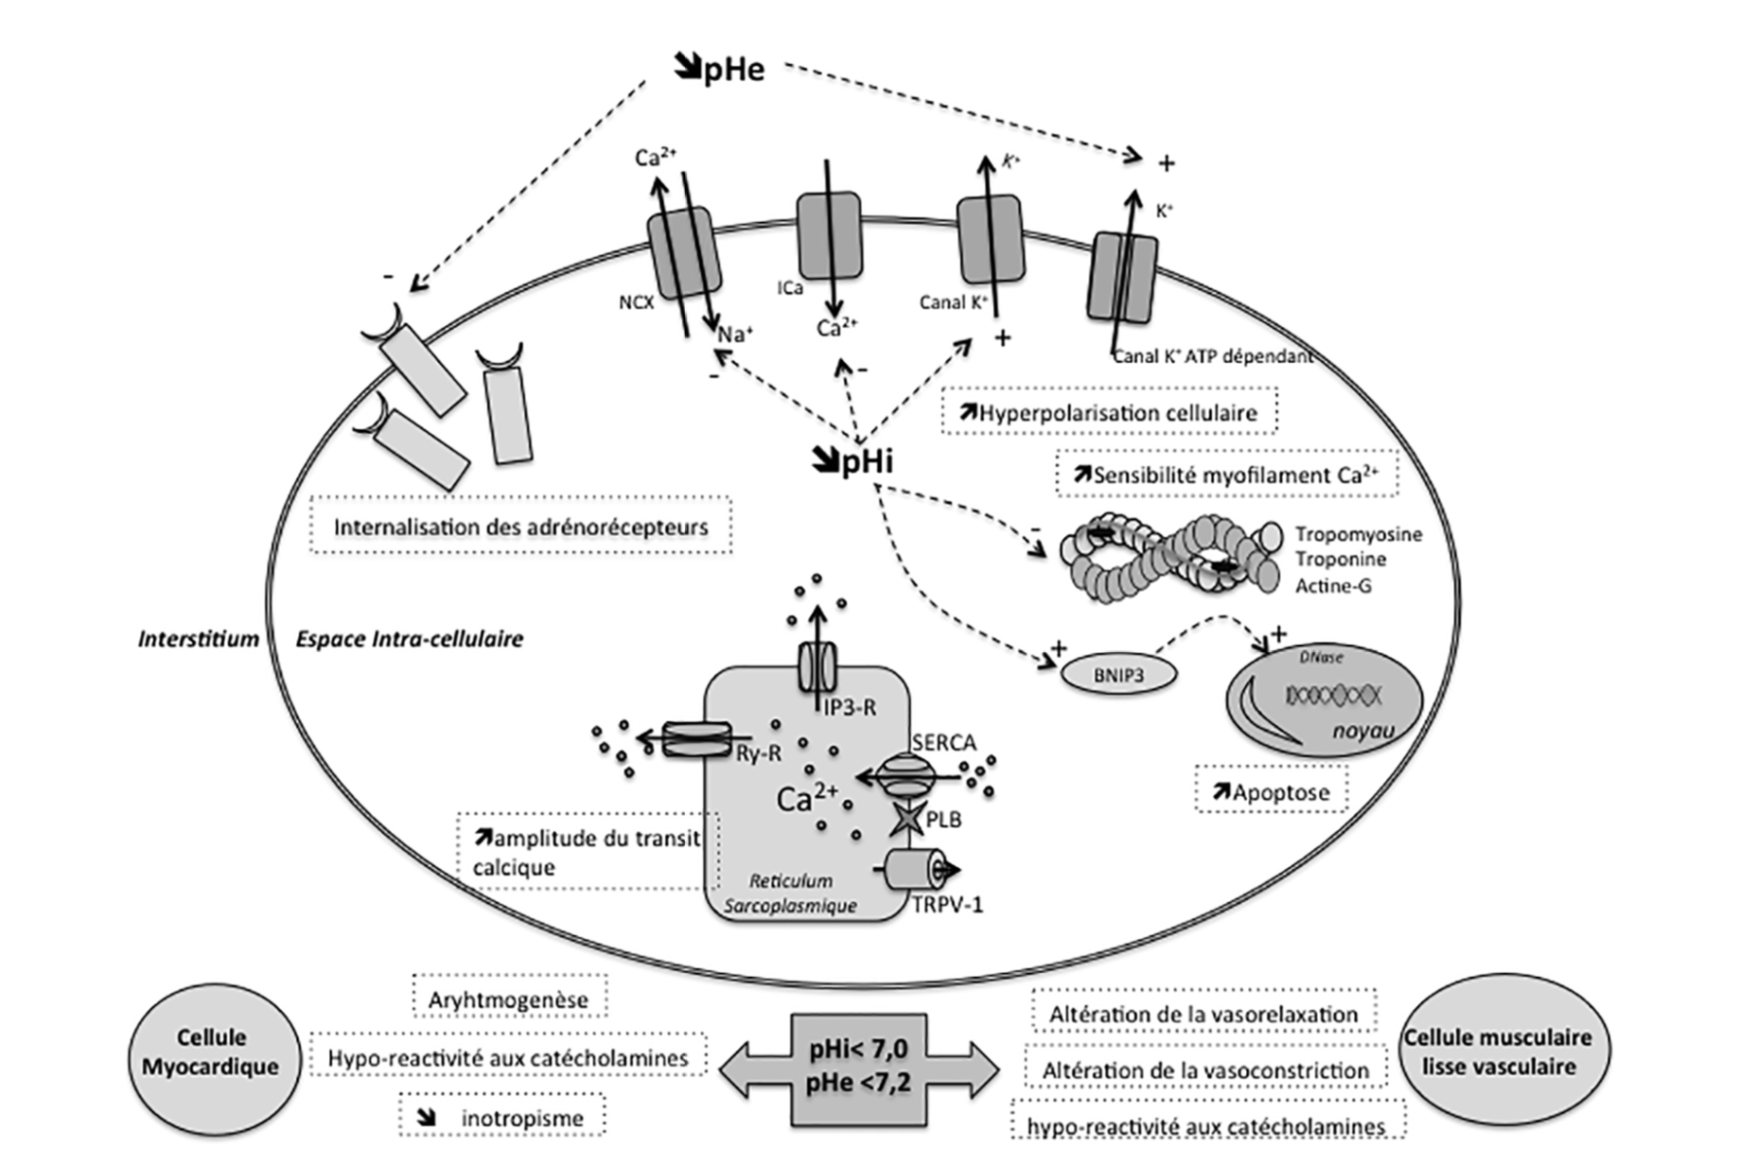 ↘pHe
+
Ca²⁺
K⁺
K⁺
-
NCX
ICa
Canal K⁺
Na⁺
Ca²⁺
+
-
-
Canal K⁺ ATP dépendant
↗Hyperpolarisation cellulaire
↘pHi
↗Sensibilité myofilament Ca²⁺
Internalisation des adrénorécepteurs
-
Tropomyosine
Troponine
Actine-G
Interstitium
Espace Intra-cellulaire
+
+
BNIP3
DNase
noyau
IP3-R
Ry-R
SERCA
Ca²⁺
PLB
↗Apoptose
↗amplitude du transit
calcique
Reticulum
Sarcoplasmique
TRPV-1
Cellule
Myocardique
Aryhtmogenèse
Hypo-reactivité aux catécholamines
↘ inotropisme
pHi< 7,0
pHe <7,2
Altération de la vasorelaxation
Altération de la vasoconstriction
hypo-reactivité aux catécholamines
Cellule musculaire
lisse vasculaire